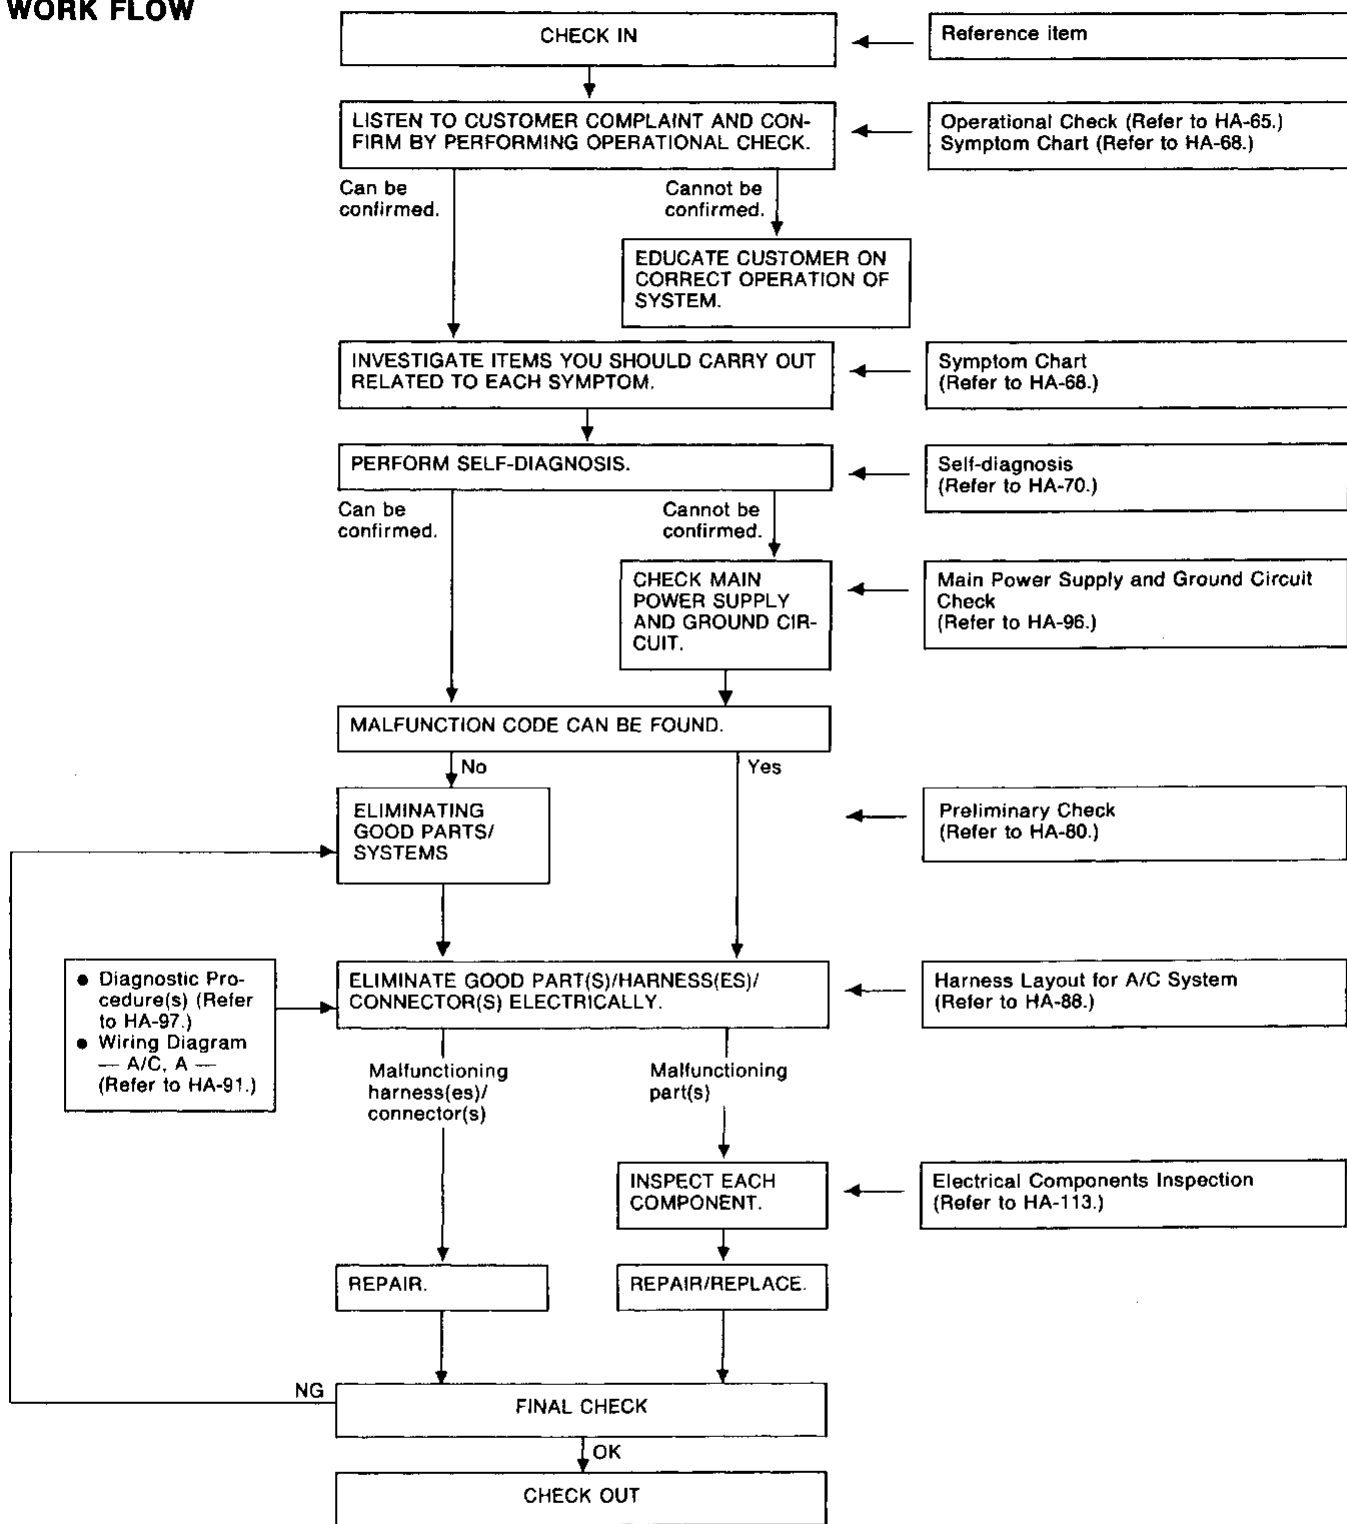 WORK FLOW
CHECK IN
Reference item
LISTEN TO CUSTOMER COMPLAINT AND CON-
FIRM BY PERFORMING OPERATIONAL CHECK.
Operational Check (Refer to HA-65.)
Symptom Chart (Refer to HA-68.)
Can be
confirmed.
Cannot be
confirmed.
EDUCATE CUSTOMER ON
CORRECT OPERATION OF
SYSTEM.
INVESTIGATE ITEMS YOU SHOULD CARRY OUT
RELATED TO EACH SYMPTOM.
Symptom Chart
(Refer to HA-68.)
PERFORM SELF-DIAGNOSIS.
Self-diagnosis
(Refer to HA-70.)
Can be
confirmed.
Cannot be
confirmed.
CHECK MAIN
POWER SUPPLY
AND GROUND CIR-
CUIT.
Main Power Supply and Ground Circuit
Check
(Refer to HA-96.)
MALFUNCTION CODE CAN BE FOUND.
No
Yes
ELIMINATING
GOOD PARTS/
SYSTEMS
Preliminary Check
(Refer to HA-80.)
● Diagnostic Pro-
cedure(s) (Refer
to HA-97.)
● Wiring Diagram
— A/C, A —
(Refer to HA-91.)
ELIMINATE GOOD PART(S)/HARNESS(ES)/
CONNECTOR(S) ELECTRICALLY.
Harness Layout for A/C System
(Refer to HA-88.)
Malfunctioning
harness(es)/
connector(s)
Malfunctioning
part(s)
INSPECT EACH
COMPONENT.
Electrical Components Inspection
(Refer to HA-113.)
REPAIR.
REPAIR/REPLACE.
NG
FINAL CHECK
OK
CHECK OUT